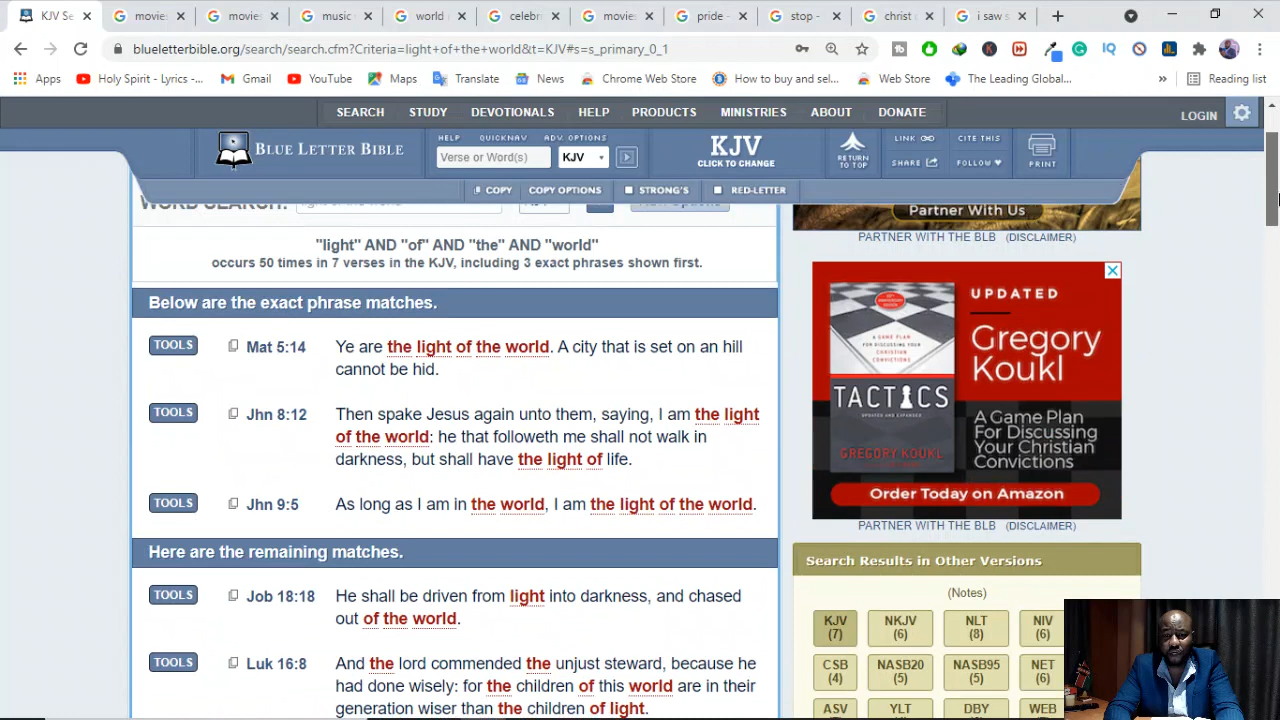 KJV Se
movies
movie
music
world
celebr
movie
pride -
stop -
christ
i saw s
blueletterbible.org/search/search.cfm?Criteria=light+of+the+world&t=KJV#s=s_primary_0_1
Apps
Holy Spirit - Lyrics -...
Gmail
YouTube
Maps
Translate
News
Chrome Web Store
How to buy and sel...
Web Store
The Leading Global...
»
Reading list
SEARCH STUDY DEVOTIONALS HELP PRODUCTS MINISTRIES ABOUT DONATE
LOGIN
BLUE LETTER BIBLE
HELP QUICKNAV ADV. OPTIONS
Verse or Word(s)
KJV
KJV
CLICK TO CHANGE
RETURN
TO TOP
LINK
SHARE
CITE THIS
FOLLOW
PRINT
COPY COPY OPTIONS STRONG'S RED-LETTER
WORD SEARCH:
"light" AND "of" AND "the" AND "world"
occurs 50 times in 7 verses in the KJV, including 3 exact phrases shown first.
Below are the exact phrase matches.
TOOLS Mat 5:14 Ye are the light of the world. A city that is set on an hill
cannot be hid.
TOOLS Jhn 8:12 Then spake Jesus again unto them, saying, I am the light
of the world: he that followeth me shall not walk in
darkness, but shall have the light of life.
TOOLS Jhn 9:5 As long as I am in the world, I am the light of the world.
Here are the remaining matches.
TOOLS Job 18:18 He shall be driven from light into darkness, and chased
out of the world.
TOOLS Luk 16:8 And the lord commended the unjust steward, because he
had done wisely: for the children of this world are in their
generation wiser than the children of light.
Partner With Us
PARTNER WITH THE BLB (DISCLAIMER)
UPDATED
Gregory
Koukl
A GAME PLAN
FOR DISCUSSING
YOUR CHRISTIAN
CONVICTIONS
TACTICS
UPDATED AND EXPANDED
GREGORY KOUKL
A Game Plan
For Discussing
Your Christian
Convictions
Order Today on Amazon
PARTNER WITH THE BLB (DISCLAIMER)
Search Results in Other Versions
(Notes)
KJV
(7)
NKJV
(6)
NLT
(8)
NIV
(6)
CSB
(4)
NASB20
(5)
NASB95
(5)
NET
(6)
ASV
YLT
DBY
WEB